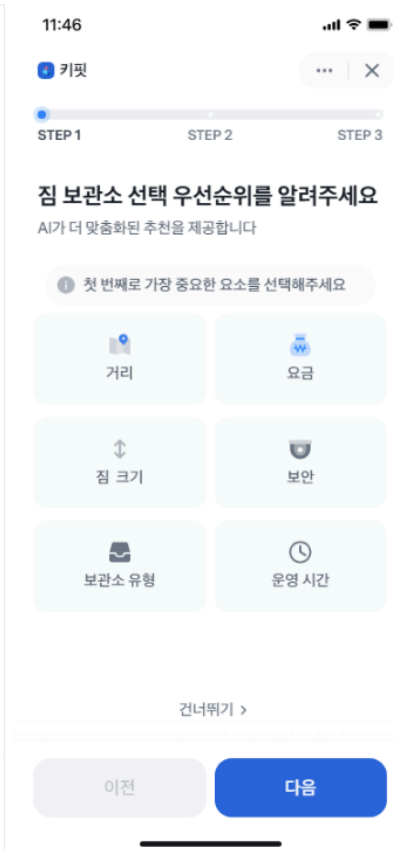 11:46
키핏
STEP 1 STEP 2 STEP 3
짐 보관소 선택 우선순위를 알려주세요
AI가 더 맞춤화된 추천을 제공합니다
첫 번째로 가장 중요한 요소를 선택해주세요
거리 요금
짐 크기 보안
보관소 유형 운영 시간
건너뛰기 >
이전 다음